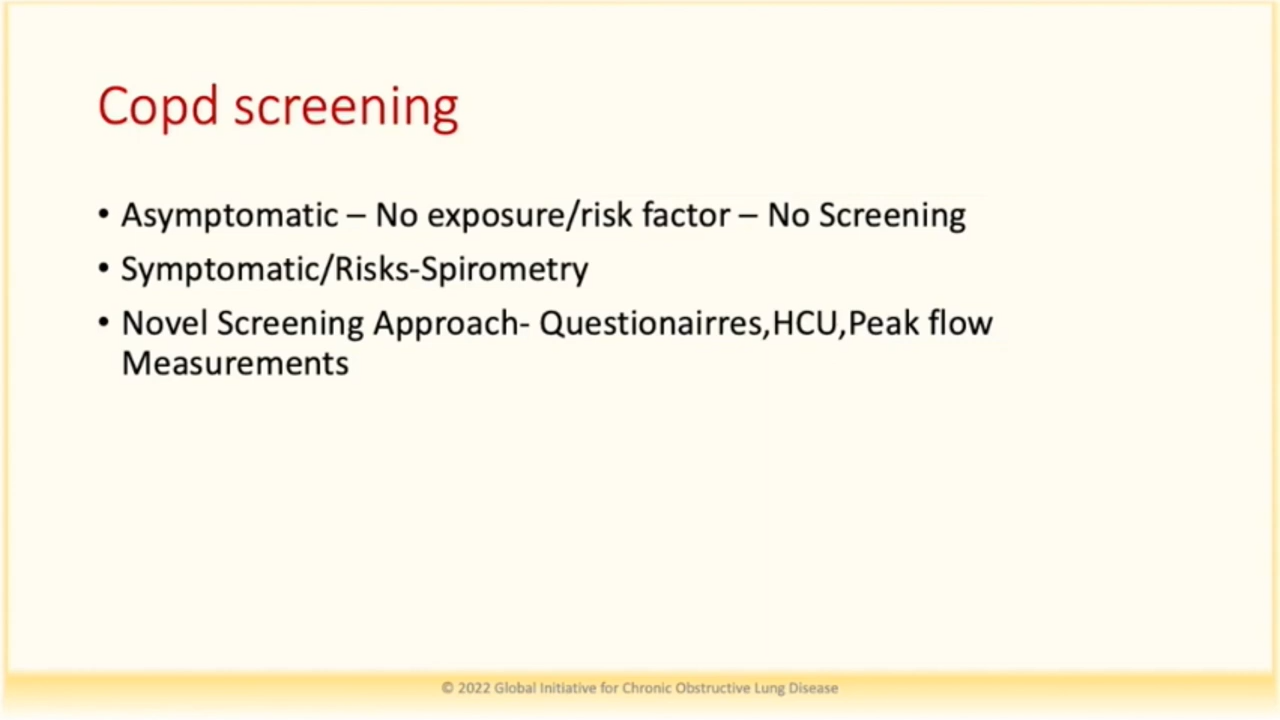 Copd screening
• Asymptomatic – No exposure/risk factor – No Screening
• Symptomatic/Risks-Spirometry
• Novel Screening Approach- Questionairres,HCU,Peak flow
Measurements
© 2022 Global Initiative for Chronic Obstructive Lung Disease